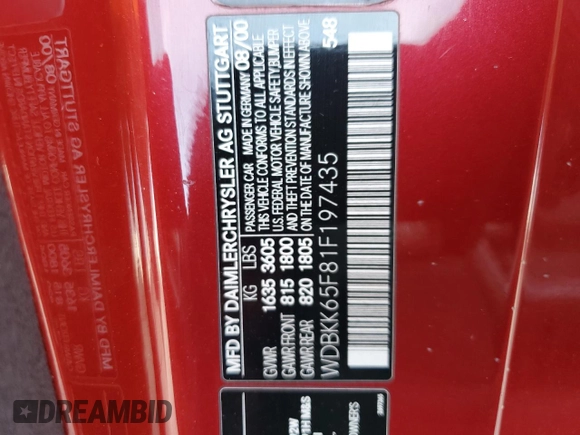 MFD BY DAIMLERCHRYSLER AG STUTTGART
KG LBS PASSENGER CAR MADE IN GERMANY 08/00
GVWR 1635 3605 THIS VEHICLE CONFORMS TO ALL APPLICABLE
U.S. FEDERAL MOTOR VEHICLE SAFETY BUMPER
GAWR FRONT 815 1800 AND THEFT PREVENTION STANDARDS IN EFFECT
GAWR REAR 820 1805 ON THE DATE OF MANUFACTURE SHOWN ABOVE
WDBKK65F81F197435 548
OWNER'S
DREAMBID